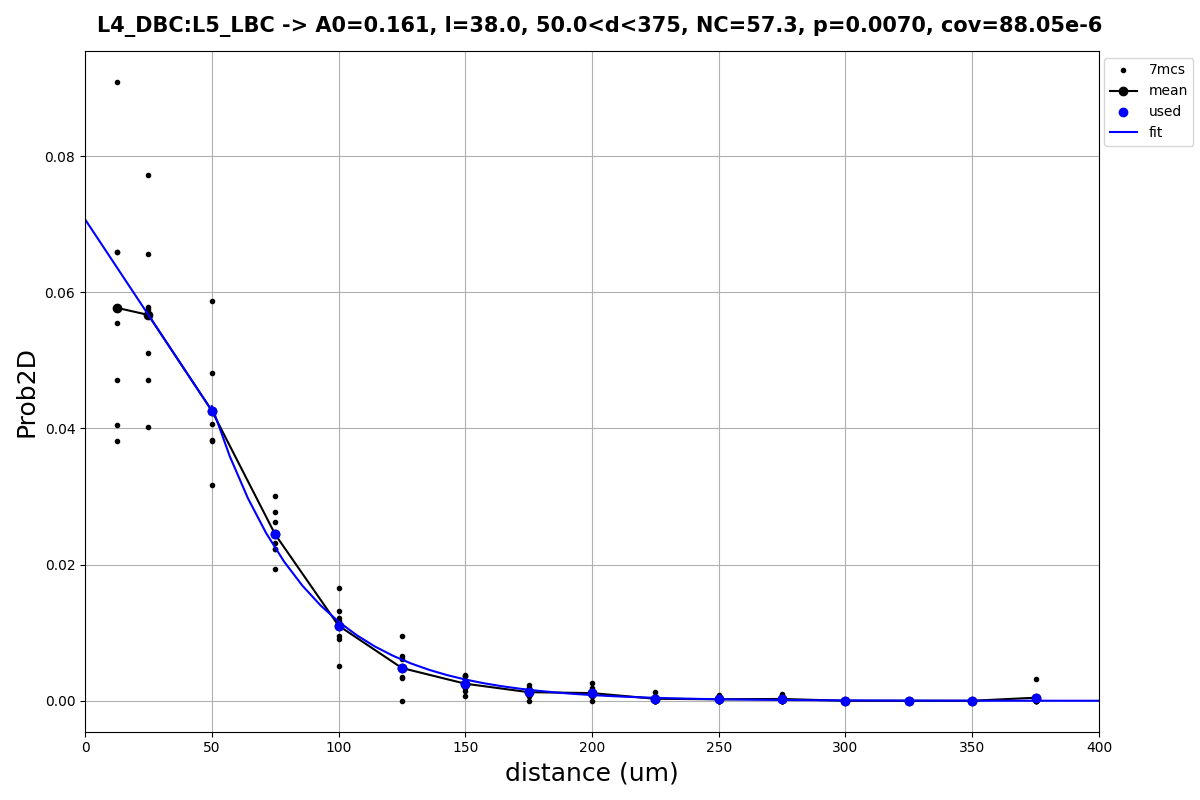 L4_DBC:L5_LBC -> A0=0.161, l=38.0, 50.0<d<375, NC=57.3, p=0.0070, cov=88.05e-6
7mcs
mean
used
fit
Prob2D
0.08
0.06
0.04
0.02
0.00
0 50 100 150 200 250 300 350 400
distance (um)